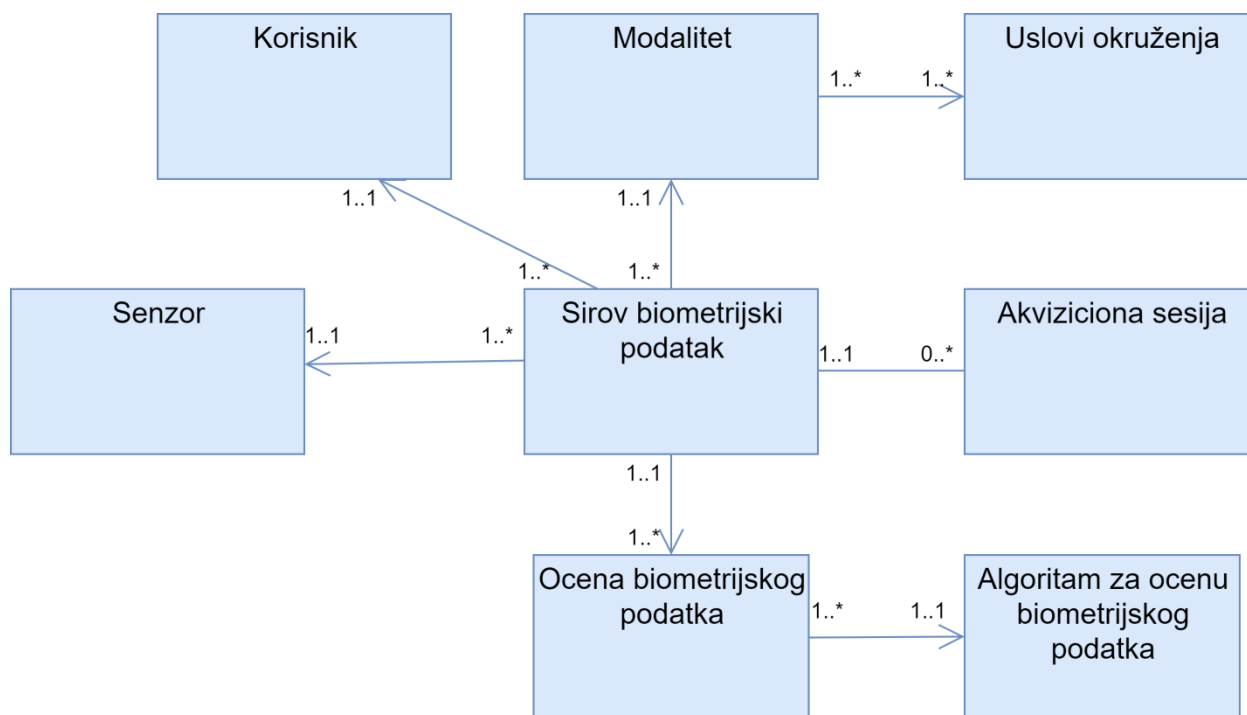 Korisnik
Modalitet
Uslovi okruženja
1..*
1..*
1..1
1..1
1..*
1..*
Senzor
Sirov biometrijski
podatak
Akviziciona sesija
1..1
1..*
1..1
0..*
1..1
1..*
Ocena biometrijskog
podatka
Algoritam za ocenu
biometrijskog
podatka
1..*
1..1